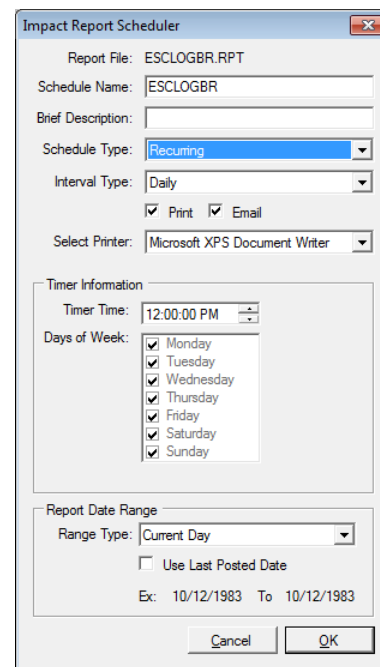 Impact Report Scheduler
Report File: ESCLOGBR.RPT
Schedule Name: ESCLOGBR
Brief Description:
Schedule Type: Recurring
Interval Type: Daily
Print Email
Select Printer: Microsoft XPS Document Writer
Timer Information
Timer Time: 12:00:00 PM
Days of Week: Monday
Tuesday
Wednesday
Thursday
Friday
Saturday
Sunday
Report Date Range
Range Type: Current Day
Use Last Posted Date
Ex: 10/12/1983 To 10/12/1983
Cancel OK